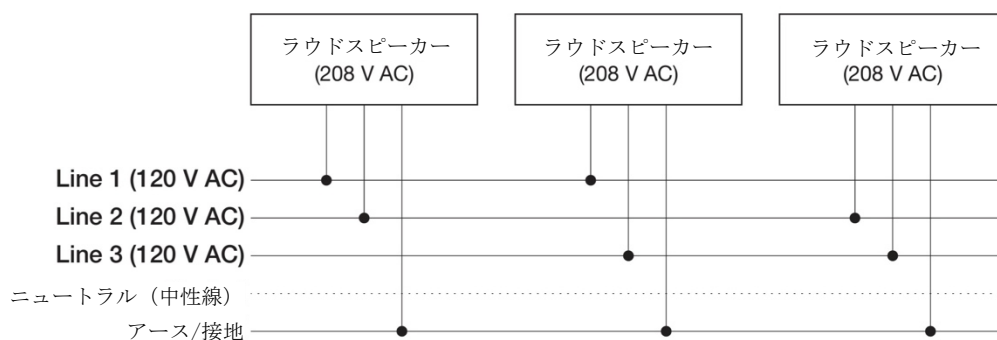 ラウドスピーカー
(208 V AC)
ラウドスピーカー
(208 V AC)
ラウドスピーカー
(208 V AC)
Line 1 (120 V AC)
Line 2 (120 V AC)
Line 3 (120 V AC)
ニュートラル（中性線）
アース/接地